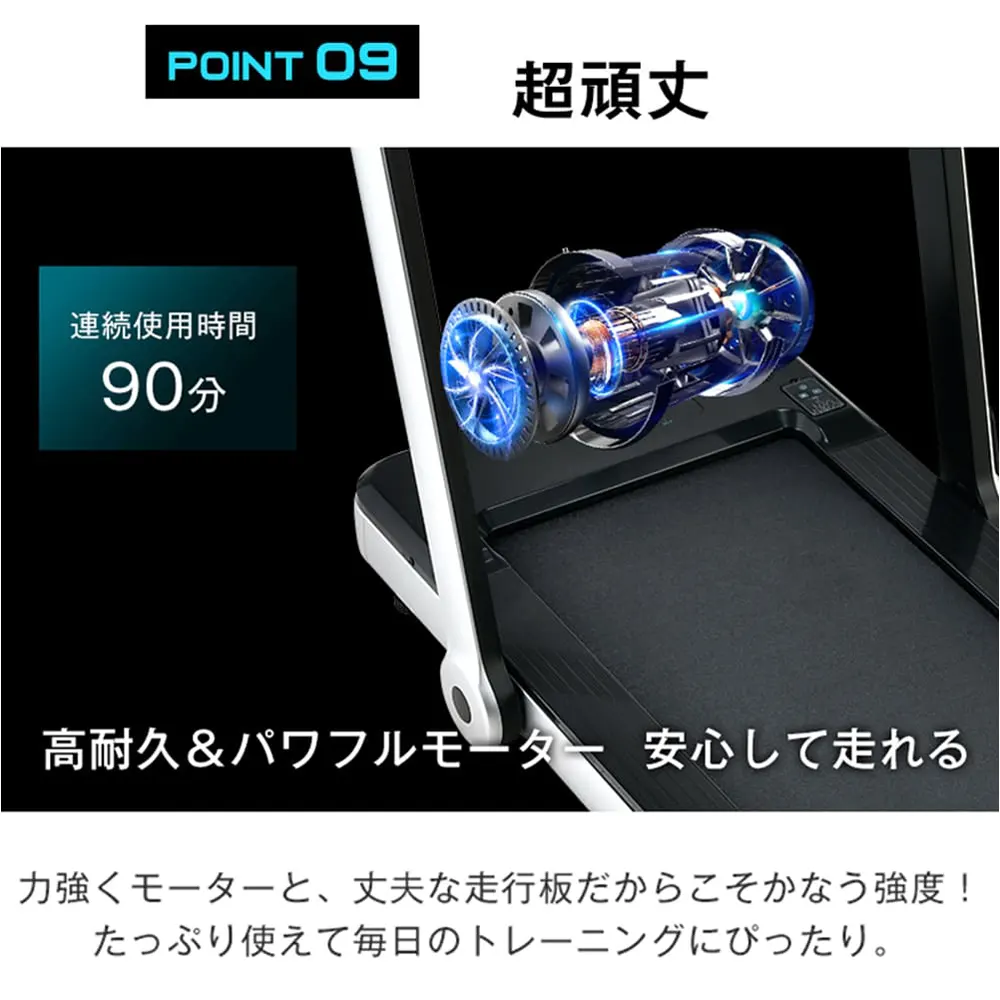 POINT 09
超頑丈
連続使用時間
90分
高耐久＆パワフルモーター 安心して走れる
力強くモーターと、丈夫な走行板だからこそかなう強度！
たっぷり使えて毎日のトレーニングにぴったり。